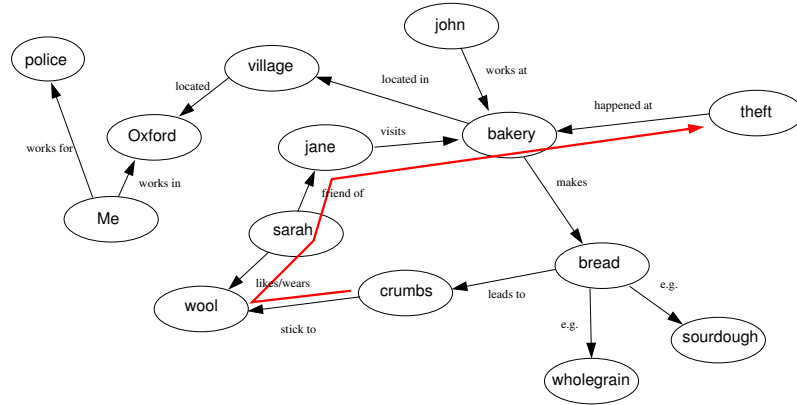 john
police
village
located in
works at
located
happened at
theft
Oxford
visits
bakery
jane
works for
works in
makes
friend of
Me
sarah
bread
likes/wears
crumbs
leads to
e.g.
wool
stick to
e.g.
sourdough
wholegrain